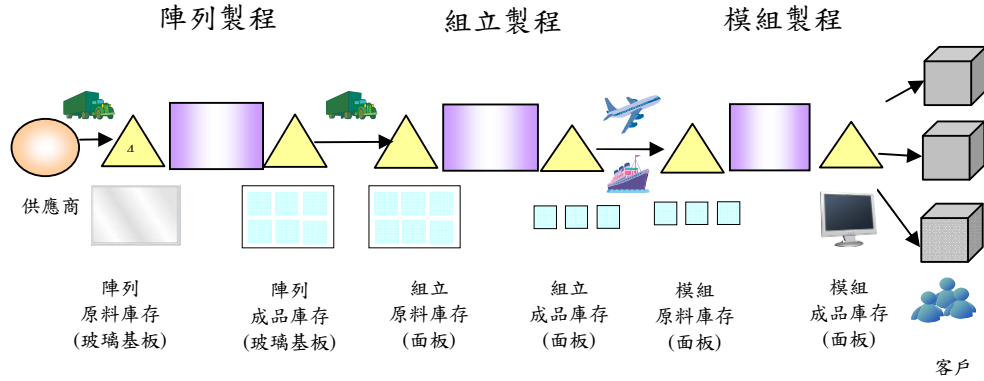 陣列製程
組立製程
模組製程
供應商
陣列
原料庫存
(玻璃基板)
陣列
成品庫存
(玻璃基板)
組立
原料庫存
(面板)
組立
成品庫存
(面板)
模組
原料庫存
(面板)
模組
成品庫存
(面板)
客戶